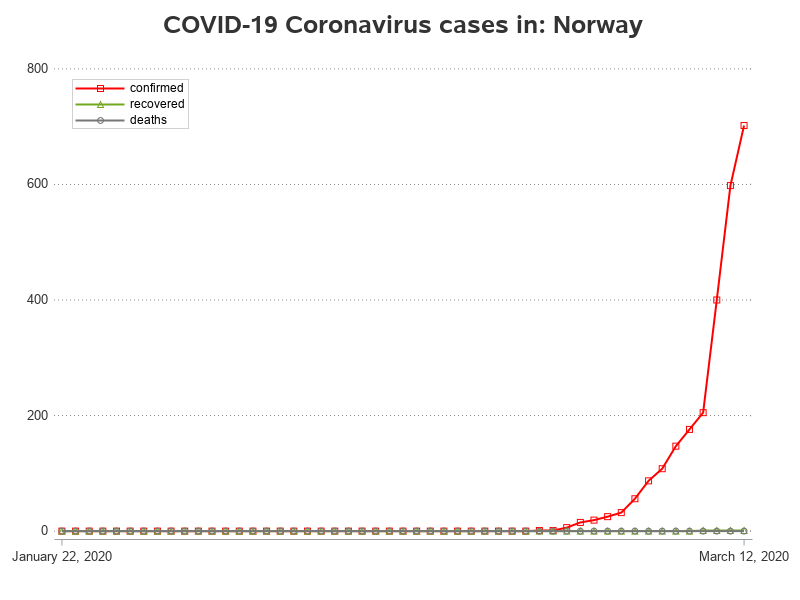 COVID-19 Coronavirus cases in: Norway
800
confirmed
recovered
deaths
600
400
200
0
January 22, 2020 March 12, 2020